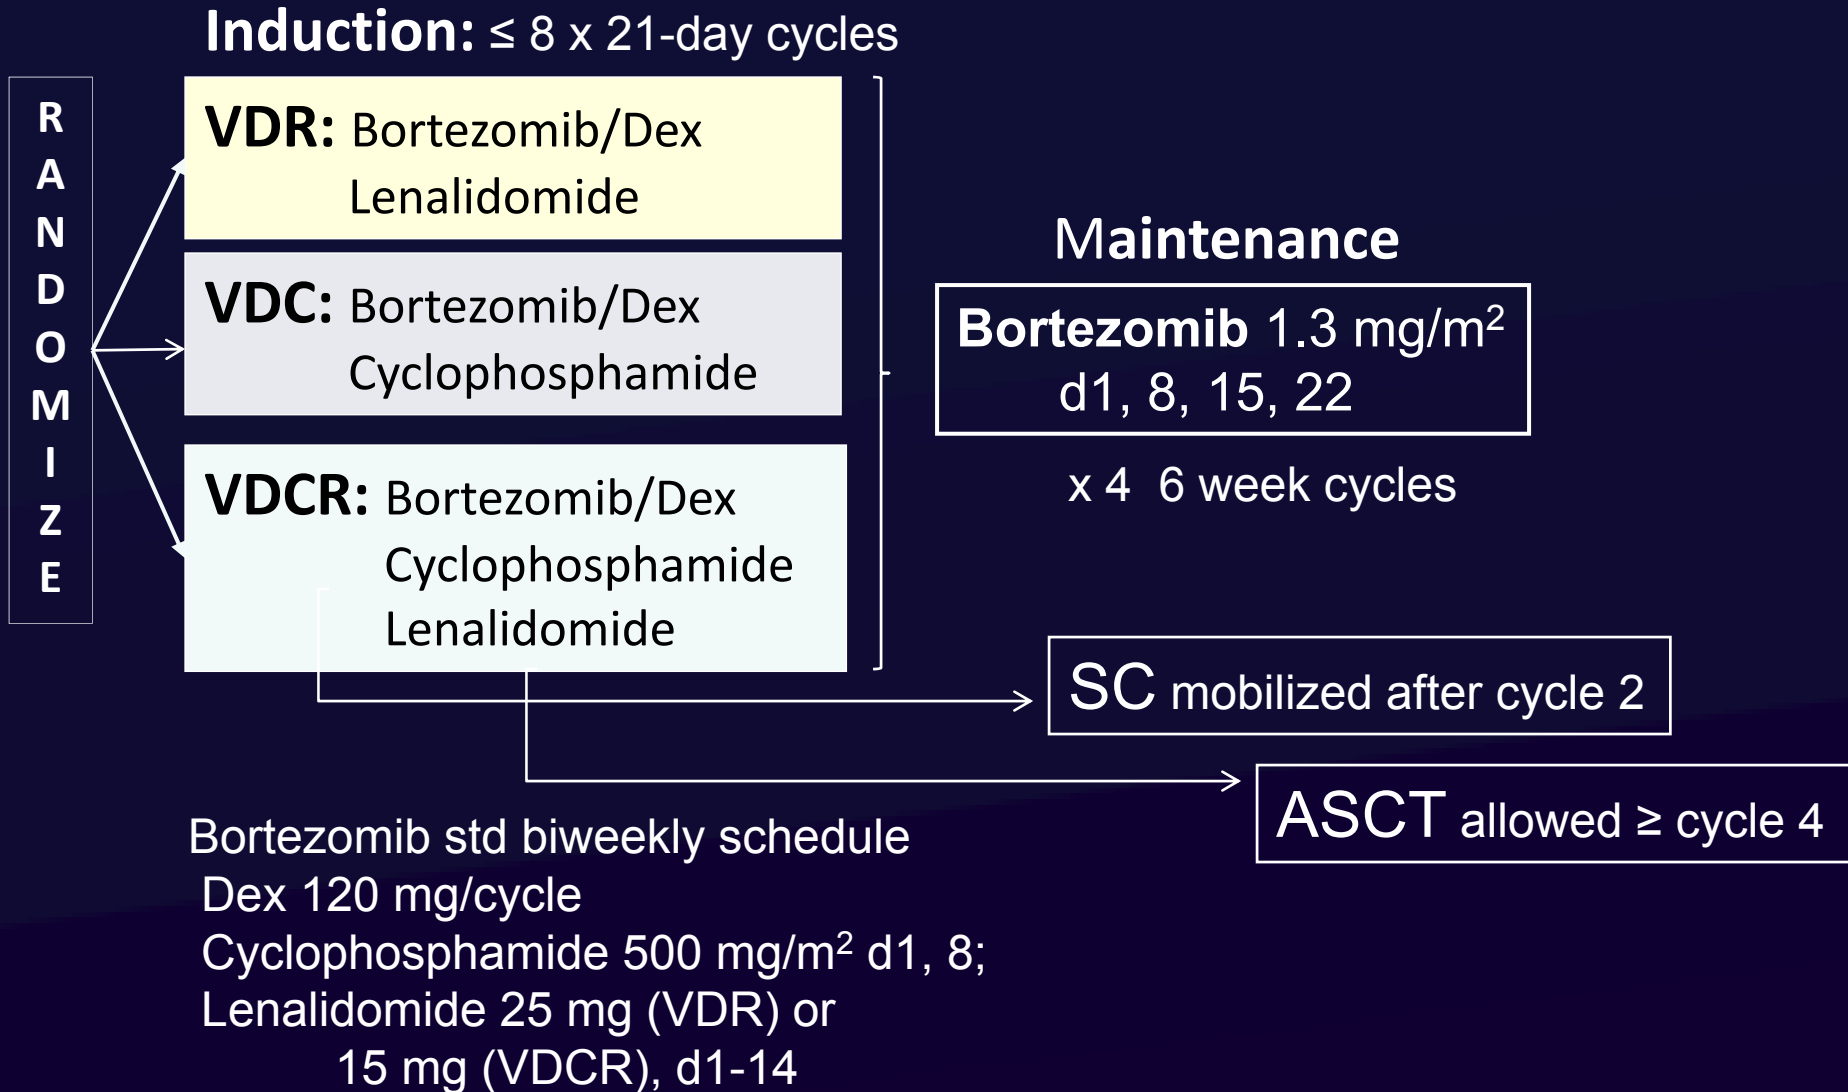 Induction: ≤ 8 x 21-day cycles
R
A
N
D
O
M
I
Z
E
VDR: Bortezomib/Dex
Lenalidomide
VDC: Bortezomib/Dex
Cyclophosphamide
VDCR: Bortezomib/Dex
Cyclophosphamide
Lenalidomide
Maintenance
Bortezomib 1.3 mg/m²
d1, 8, 15, 22
x 4 6 week cycles
SC mobilized after cycle 2
ASCT allowed ≥ cycle 4
Bortezomib std biweekly schedule
Dex 120 mg/cycle
Cyclophosphamide 500 mg/m² d1, 8;
Lenalidomide 25 mg (VDR) or
15 mg (VDCR), d1-14